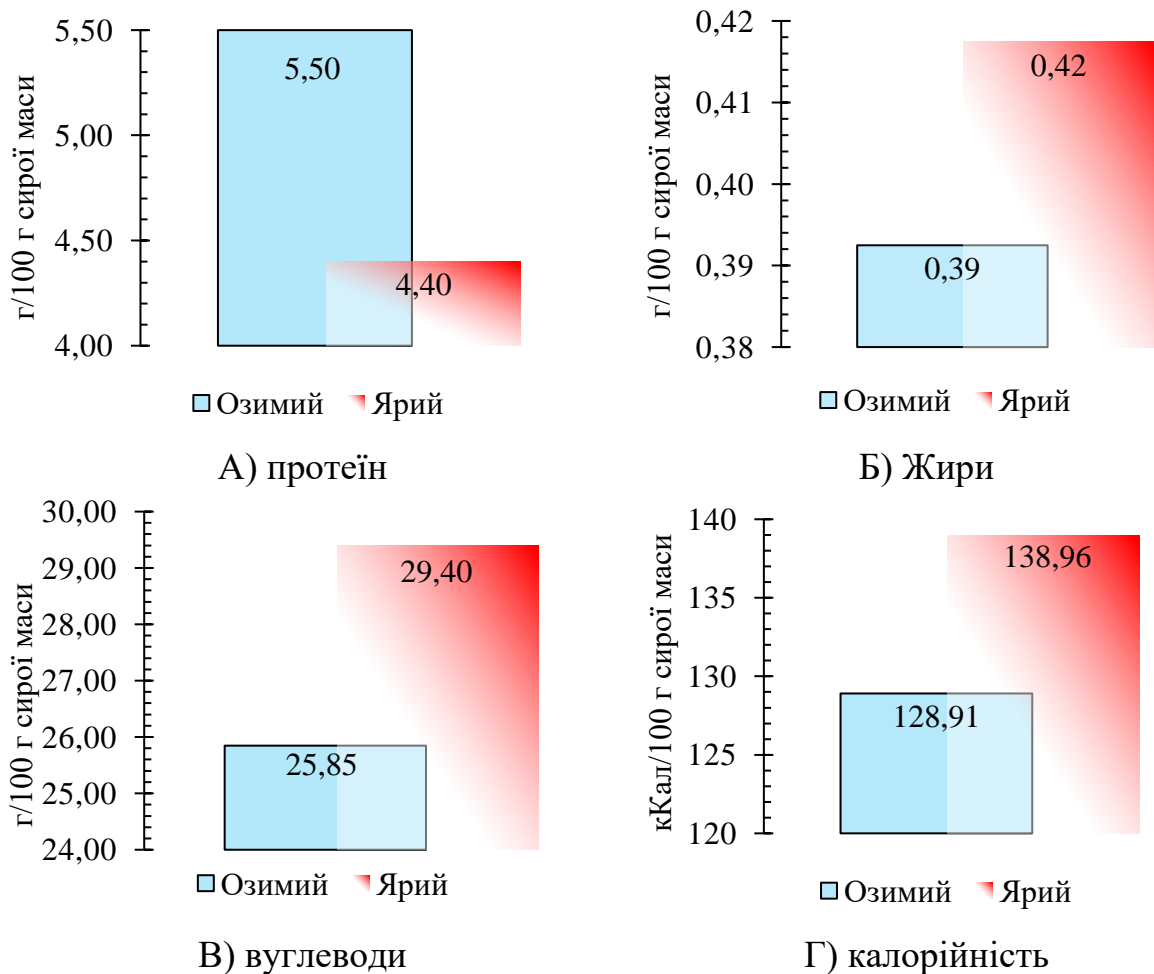 г/100 г сирої маси
5,50
5,00
4,50
4,00
5,50
4,40
Озимий Ярий
А) протеїн
г/100 г сирої маси
0,42
0,41
0,40
0,39
0,38
0,42
0,39
Озимий Ярий
Б) Жири
г/100 г сирої маси
30,00
29,00
28,00
27,00
26,00
25,00
24,00
29,40
25,85
Озимий Ярий
В) вуглеводи
кКал/100 г сирої маси
140
135
130
125
120
138,96
128,91
Озимий Ярий
Г) калорійність